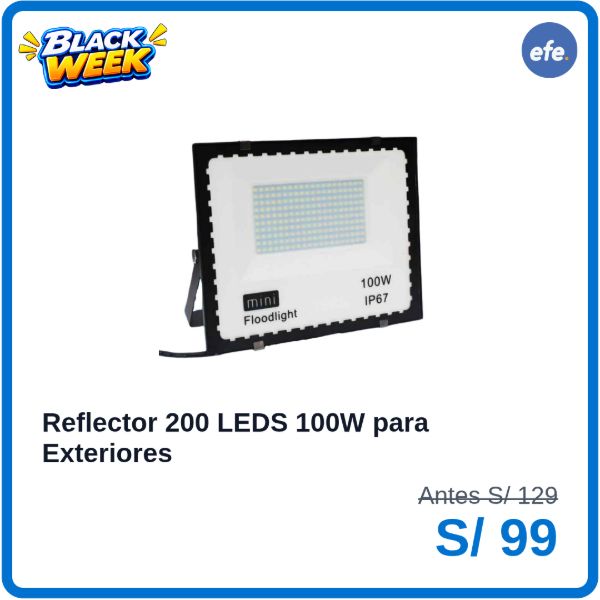 BLACK
WEEK
efe.
100W
IP67
mini
Floodlight
Reflector 200 LEDS 100W para
Exteriores
Antes S/ 129
S/ 99